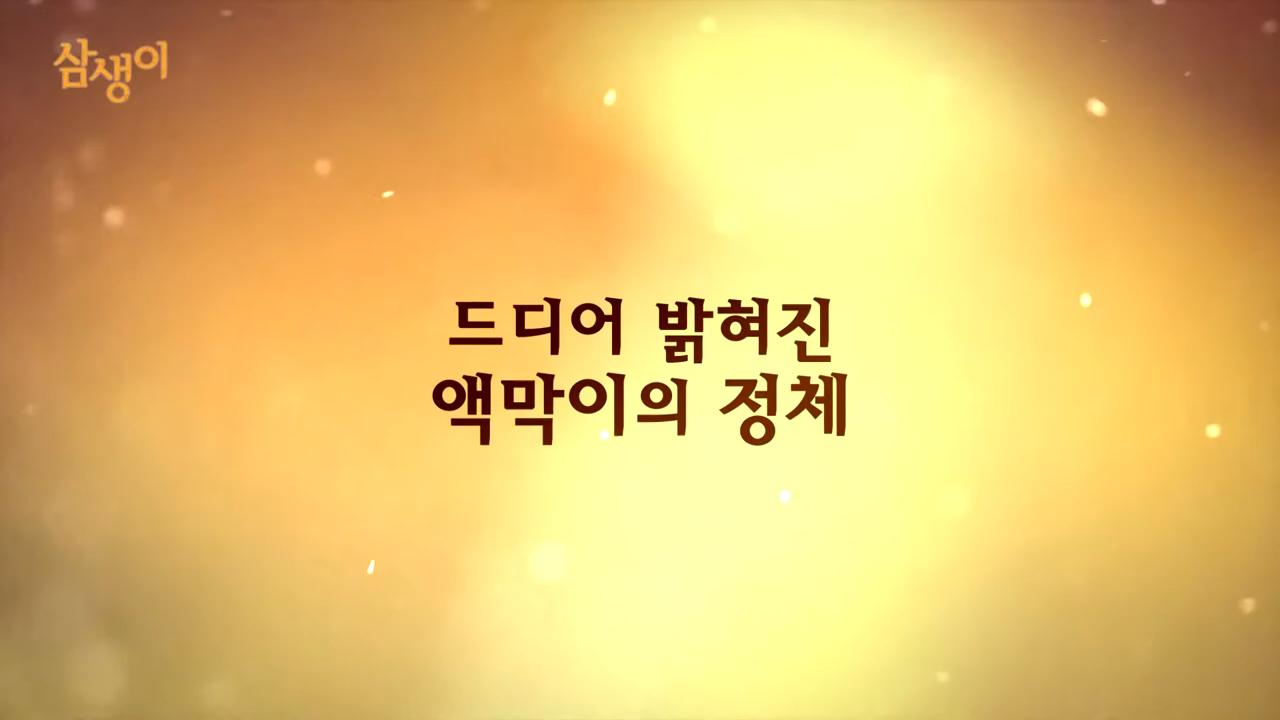 삼생이
드디어 밝혀진
액막이의 정체